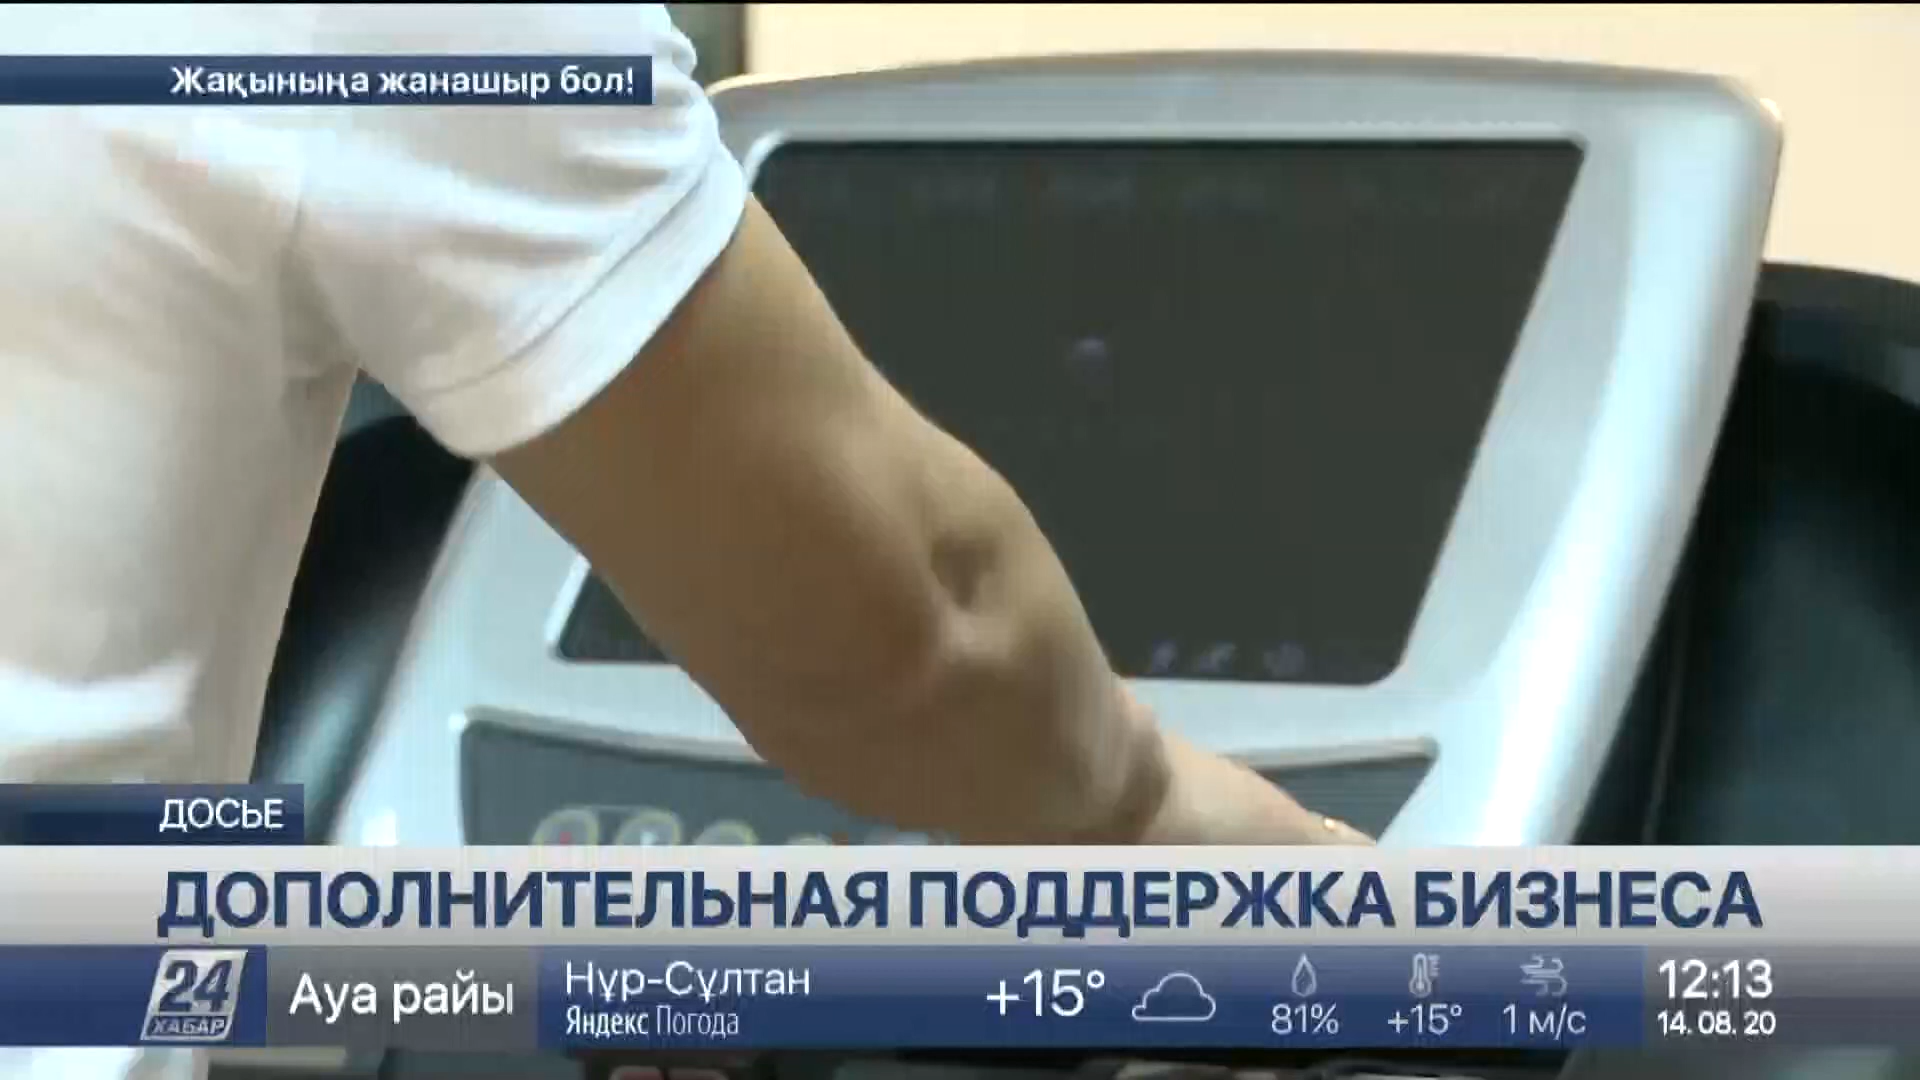 Жақыныңа жанашыр бол!
ДОСЬЕ
ДОПОЛНИТЕЛЬНАЯ ПОДДЕРЖКА БИЗНЕСА
24
ХАБАР
Ауа райы
Нұр-Сұлтан
Яндекс Погода
+15°
81%
+15°
1 м/с
12:13
14. 08. 20